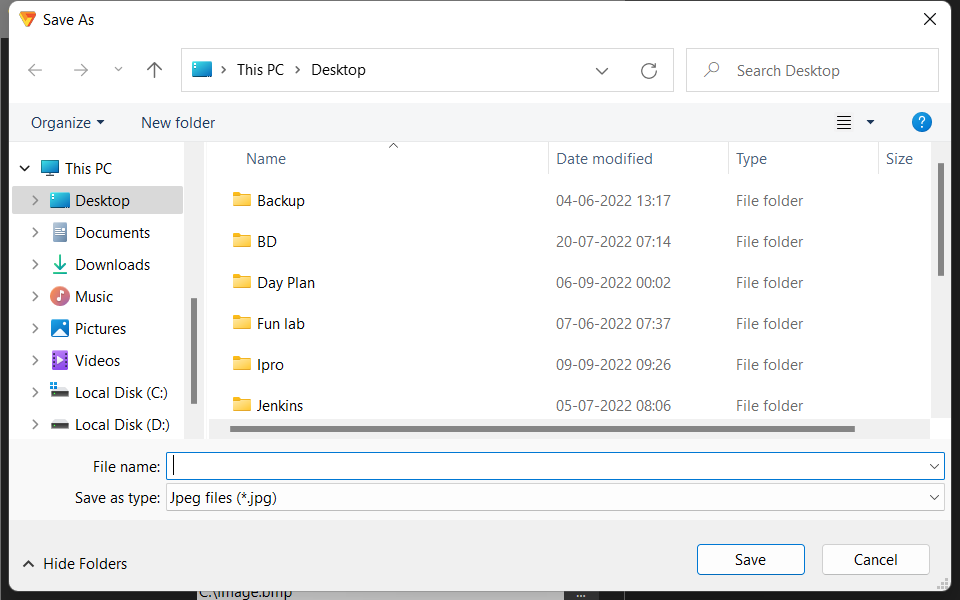 Save As
This PC > Desktop
Search Desktop
Organize
New folder
?
Name
Date modified
Type
Size
This PC
Desktop
Documents
Downloads
Music
Pictures
Videos
Local Disk (C:)
Local Disk (D:)
Backup 04-06-2022 13:17 File folder
BD 20-07-2022 07:14 File folder
Day Plan 06-09-2022 00:02 File folder
Fun lab 07-06-2022 07:37 File folder
Ipro 09-09-2022 09:26 File folder
Jenkins 05-07-2022 08:06 File folder
File name:
Save as type: Jpeg files (*.jpg)
Hide Folders
Save
Cancel
C:\image.bmp
...